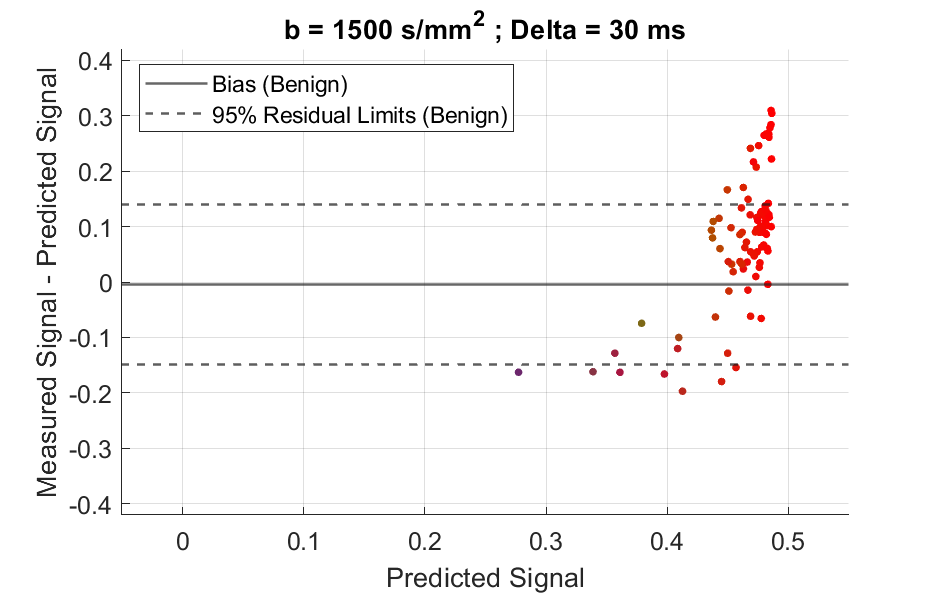 b = 1500 s/mm² ; Delta = 30 ms
Bias (Benign)
95% Residual Limits (Benign)
Measured Signal - Predicted Signal
0.4
0.3
0.2
0.1
0
-0.1
-0.2
-0.3
-0.4
0 0.1 0.2 0.3 0.4 0.5
Predicted Signal